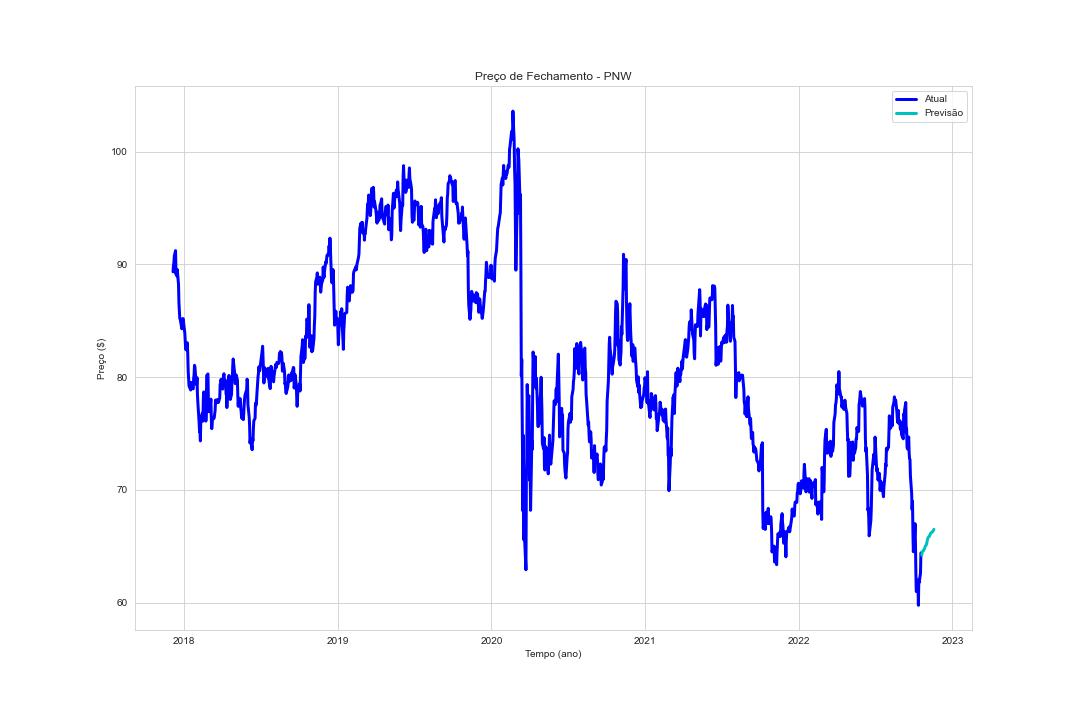 Preço de Fechamento - PNW
Atual
Previsão
Preço ($)
100
90
80
70
60
2018 2019 2020 2021 2022 2023
Tempo (ano)